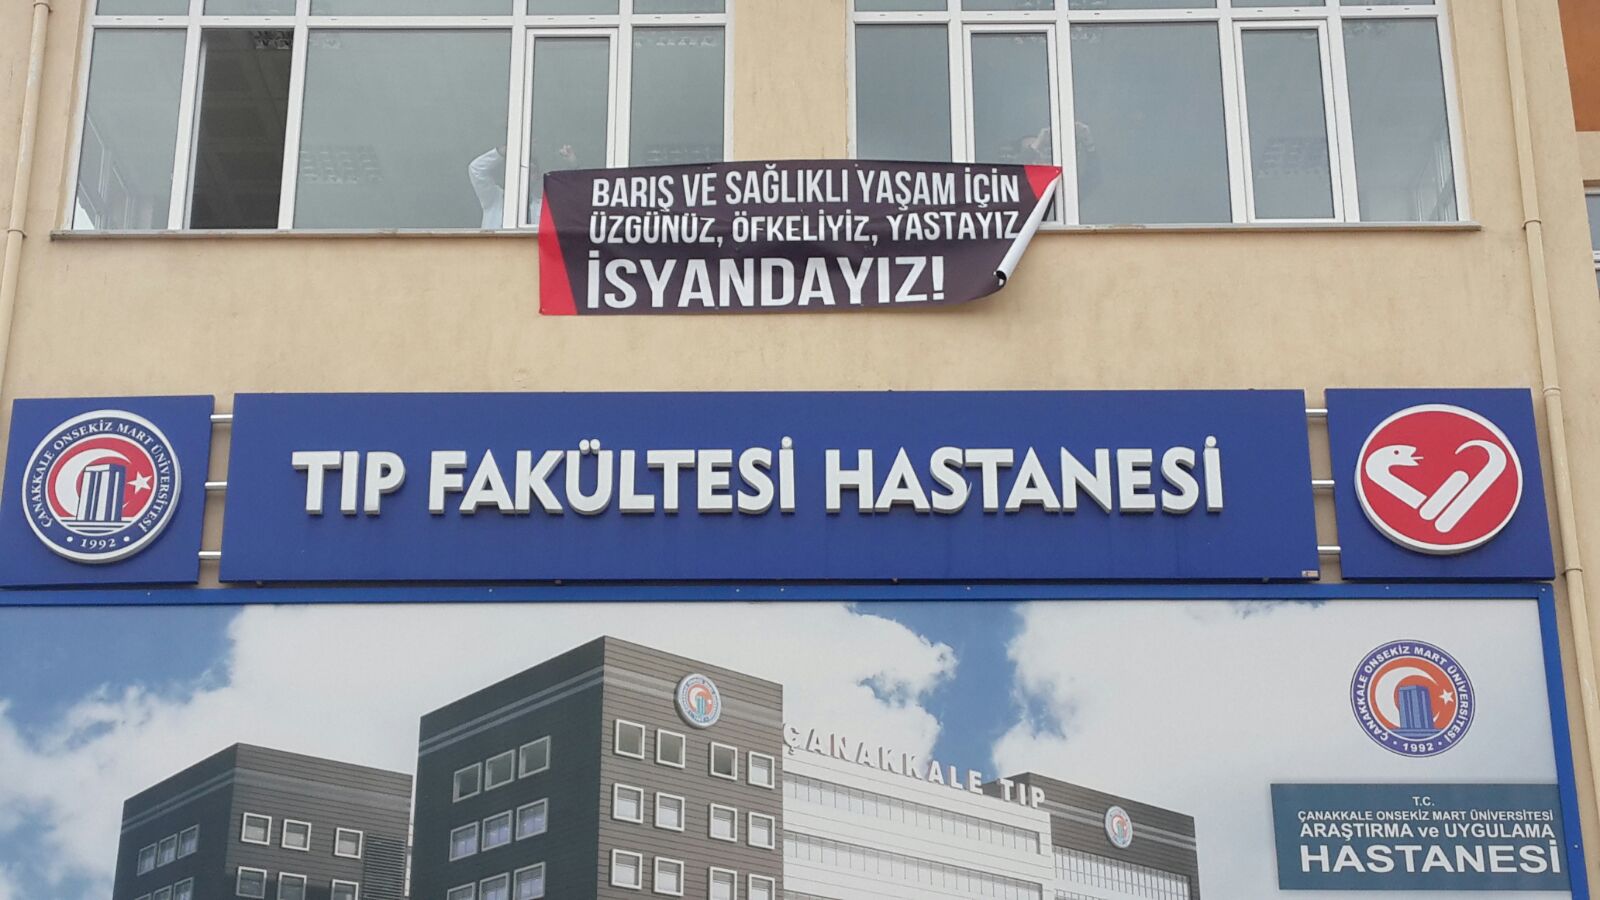 BARIŞ VE SAĞLIKLI YAŞAM İÇİN
ÜZGÜNÜZ, ÖFKELİYİZ, YASTAYIZ
İSYANDAYIZ!
ÇANAKKALE ONSEKİZ MART ÜNİVERSİTESİ
• 1992 •
TIP FAKÜLTESİ HASTANESİ
ÇANAKKALE TIP
ÇANAKKALE ONSEKİZ MART ÜNİVERSİTESİ
• 1992 •
T.C.
ÇANAKKALE ONSEKİZ MART ÜNİVERSİTESİ
ARAŞTIRMA ve UYGULAMA
HASTANESİ